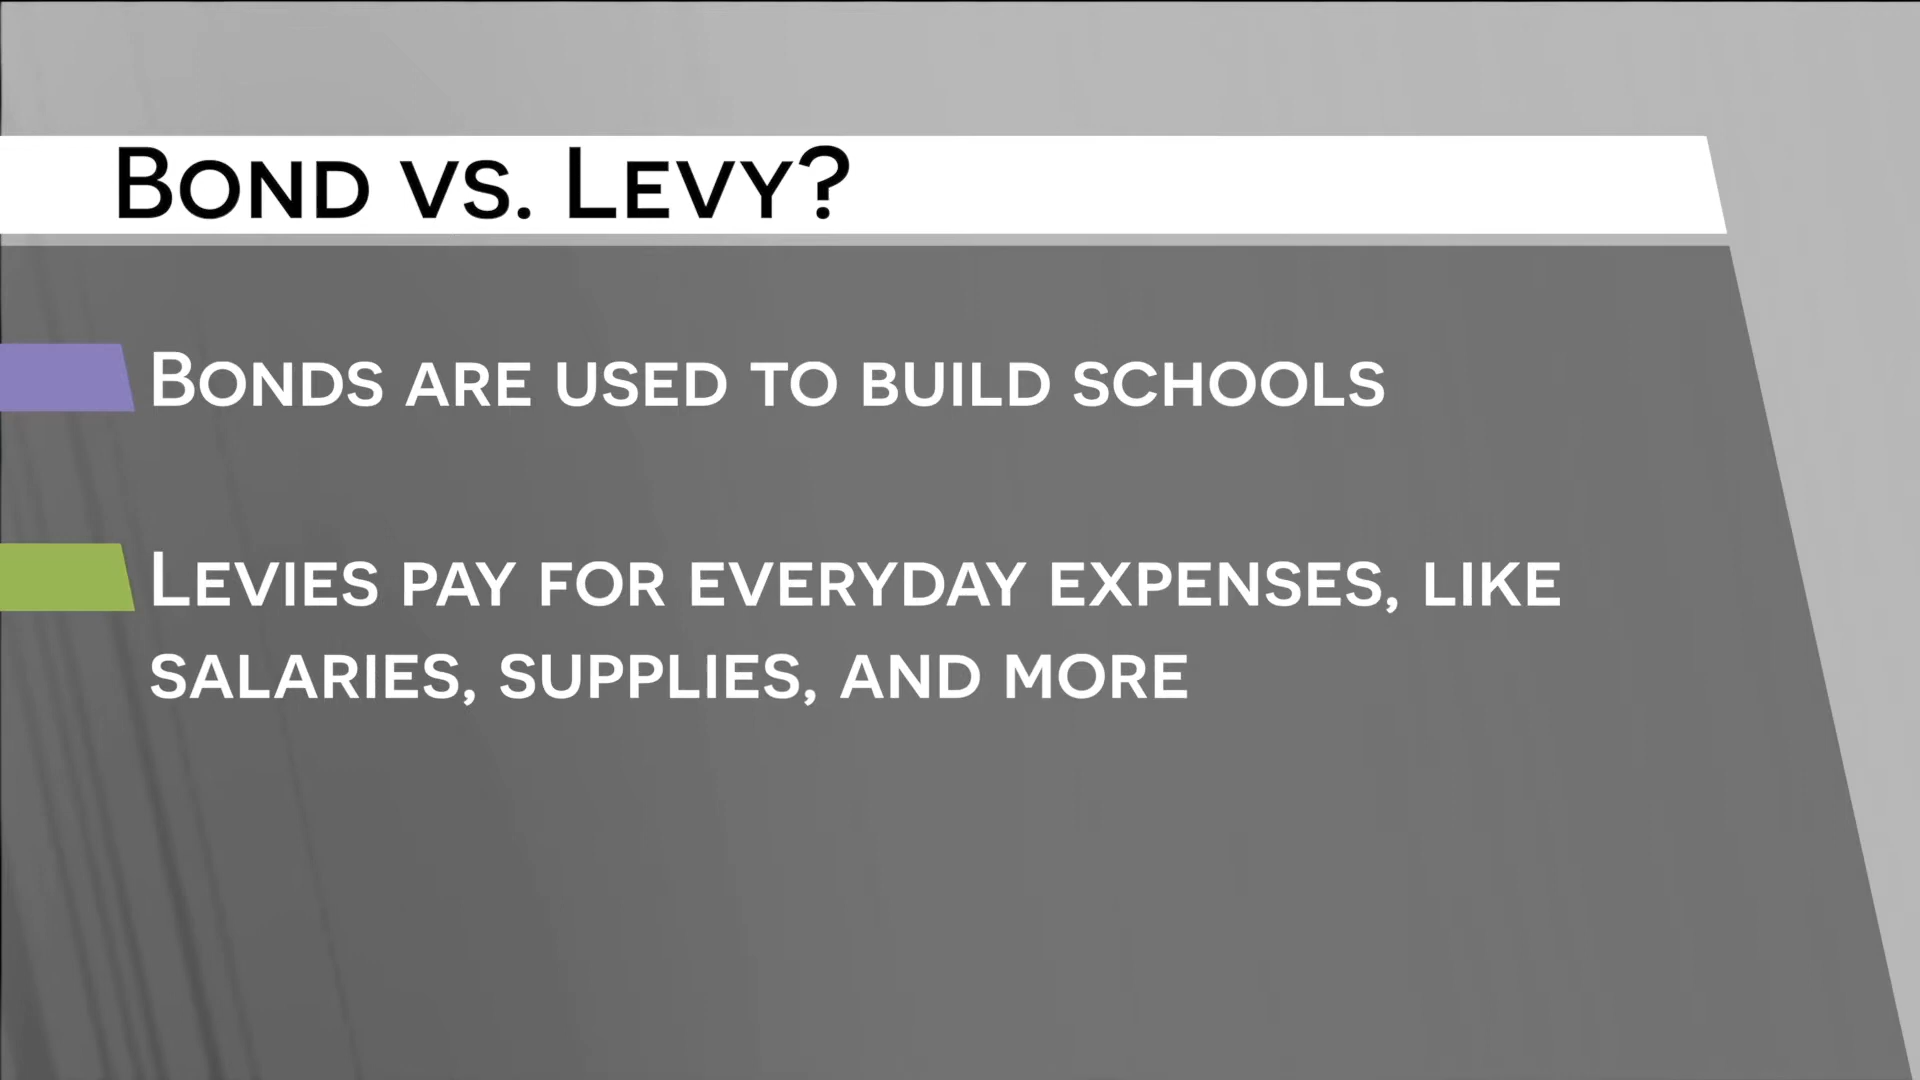 Bond vs. Levy?
Bonds are used to build schools
Levies pay for everyday expenses, like
salaries, supplies, and more